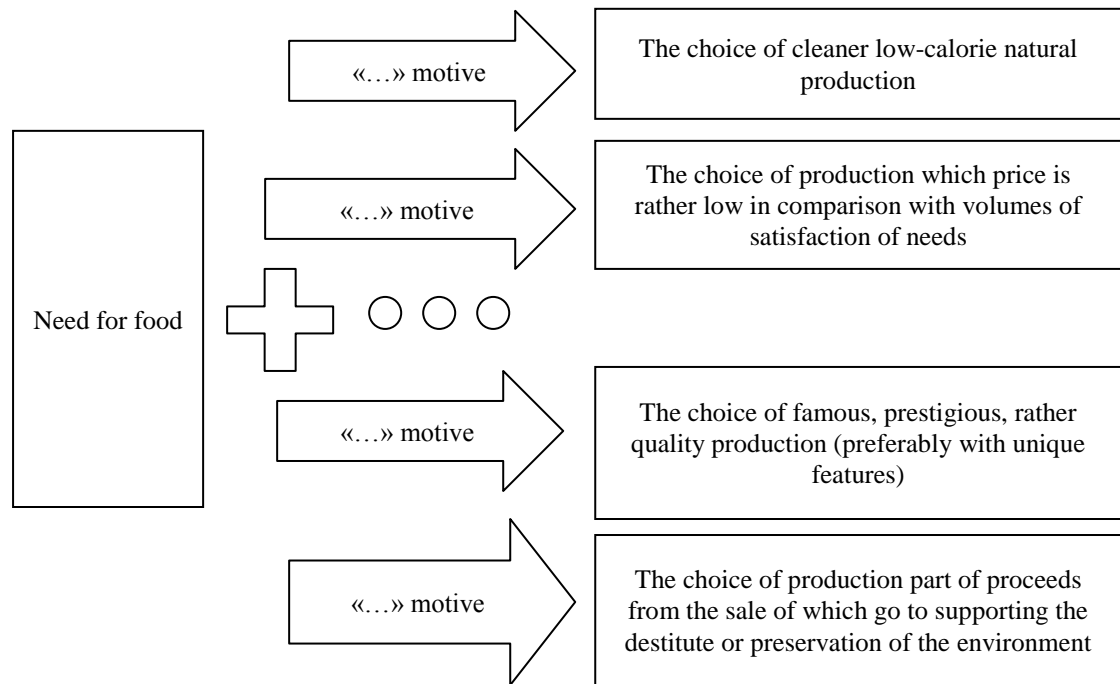 «…» motive
The choice of cleaner low-calorie natural
production
«…» motive
The choice of production which price is
rather low in comparison with volumes of
satisfaction of needs
Need for food
«…» motive
The choice of famous, prestigious, rather
quality production (preferably with unique
features)
«…» motive
The choice of production part of proceeds
from the sale of which go to supporting the
destitute or preservation of the environment